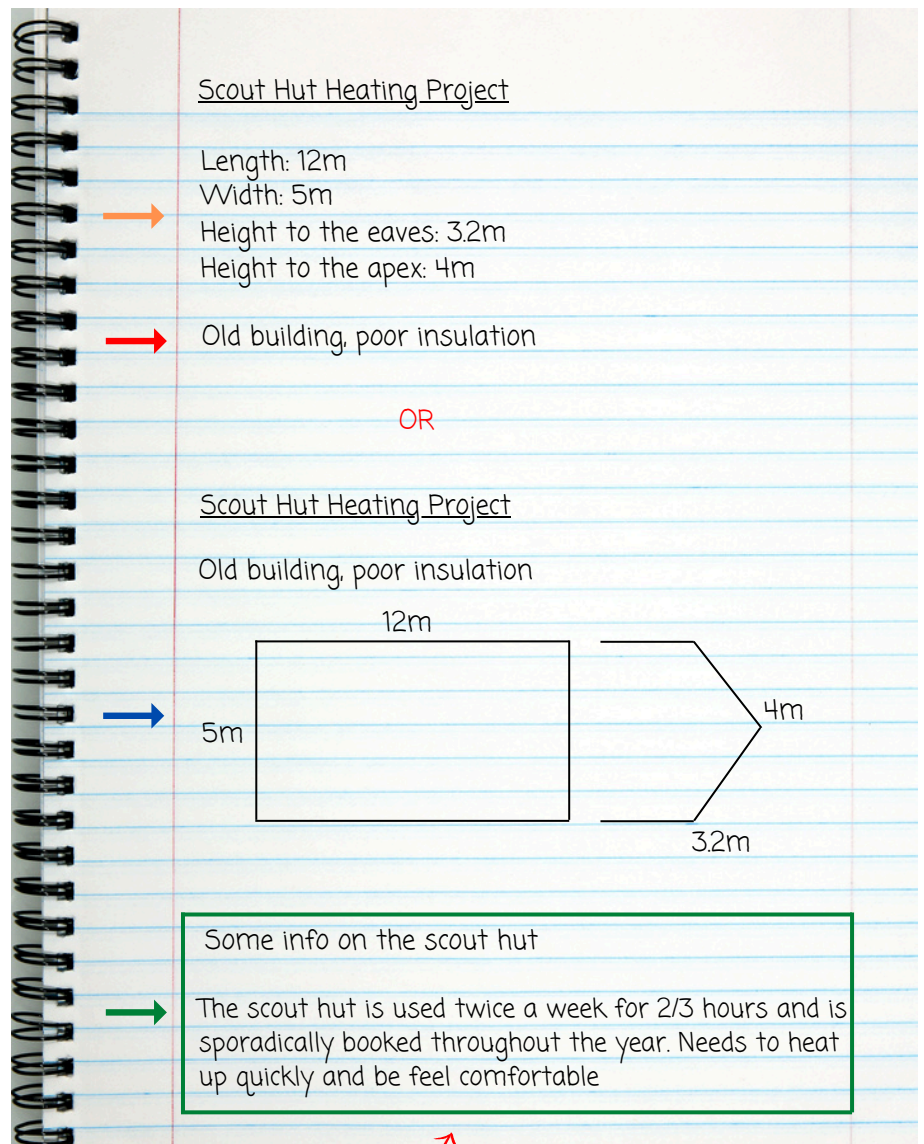 Scout Hut Heating Project
Length: 12m
Width: 5m
Height to the eaves: 3.2m
Height to the apex: 4m
Old building, poor insulation
OR
Scout Hut Heating Project
Old building, poor insulation
12m
5m
4m
3.2m
Some info on the scout hut
The scout hut is used twice a week for 2/3 hours and is
sporadically booked throughout the year. Needs to heat
up quickly and be feel comfortable